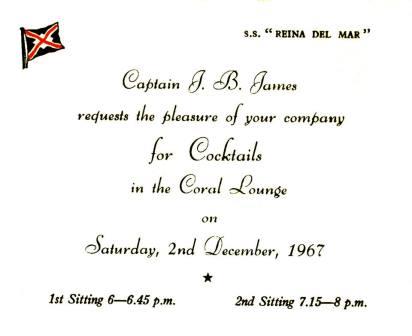 S.S. "REINA DEL MAR"
Captain J. B. James
requests the pleasure of your company
for Cocktails
in the Coral Lounge
on
Saturday, 2nd December, 1967
1st Sitting 6—6.45 p.m. 2nd Sitting 7.15—8 p.m.